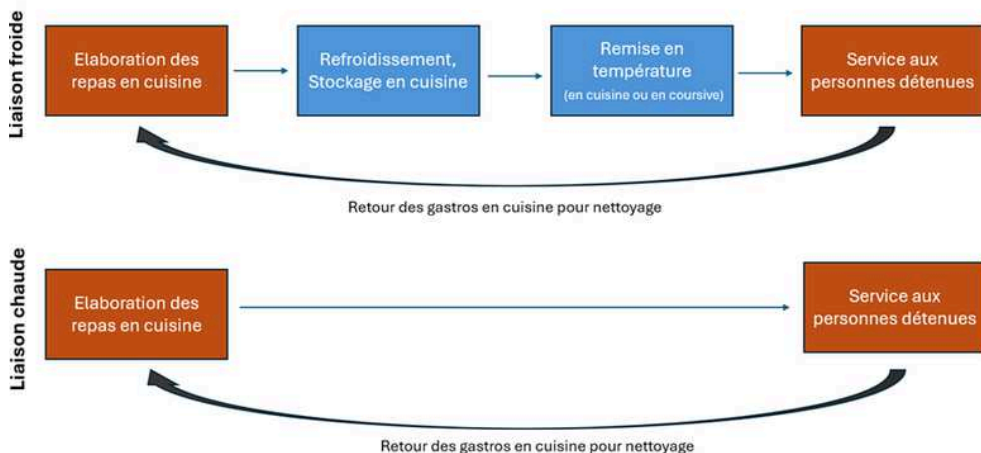 Liaison froide
Elaboration des
repas en cuisine
Refroidissement,
Stockage en cuisine
Remise en
température
(en cuisine ou en coursive)
Service aux
personnes détenues
Retour des gastros en cuisine pour nettoyage
Liaison chaude
Elaboration des
repas en cuisine
Service aux
personnes détenues
Retour des gastros en cuisine pour nettoyage